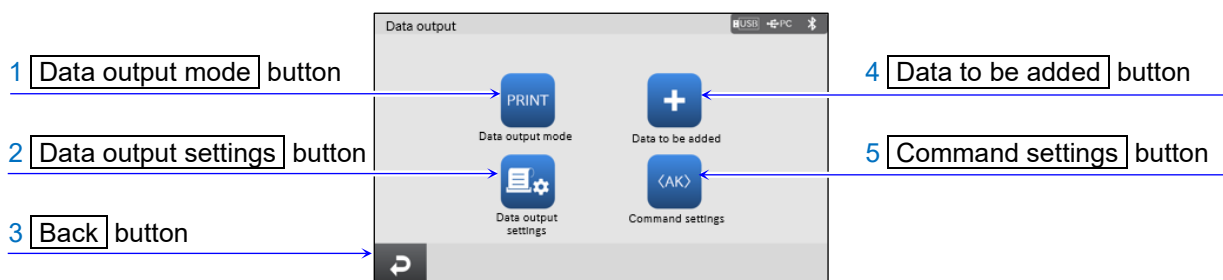 Data output
USB PC
1 Data output mode button
4 Data to be added button
PRINT
+
Data output mode
Data to be added
2 Data output settings button
5 Command settings button
<AK>
Data output
settings
Command settings
3 Back button